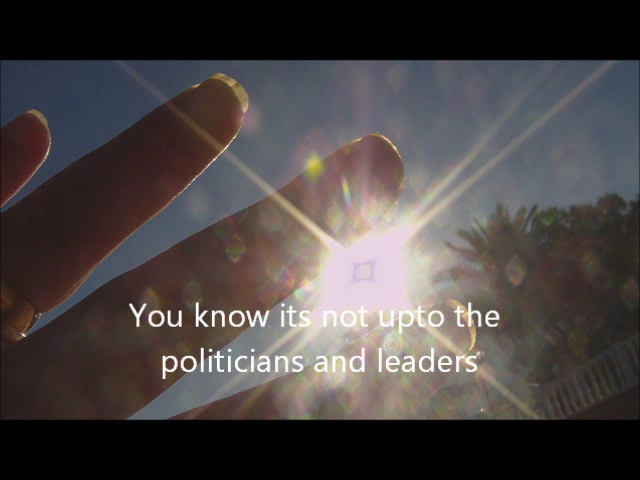 You know its not upto the
politicians and leaders